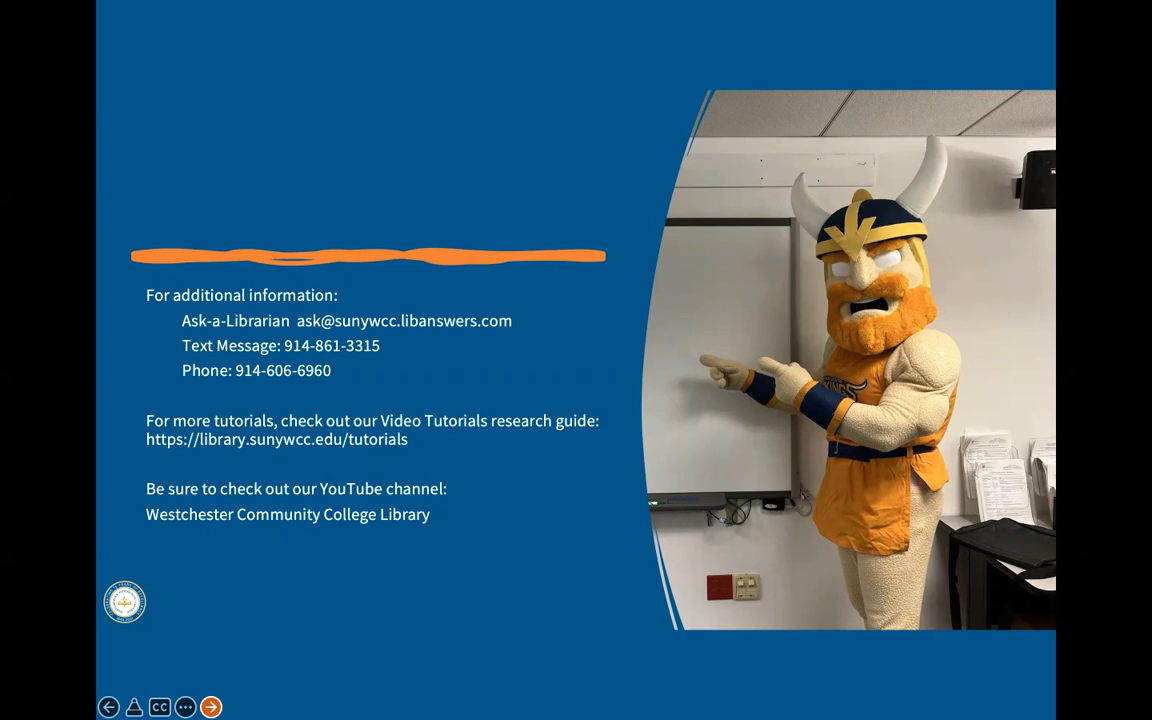 For additional information:
Ask-a-Librarian ask@sunywcc.libanswers.com
Text Message: 914-861-3315
Phone: 914-606-6960
For more tutorials, check out our Video Tutorials research guide:
https://library.sunywcc.edu/tutorials
Be sure to check out our YouTube channel:
Westchester Community College Library
CC